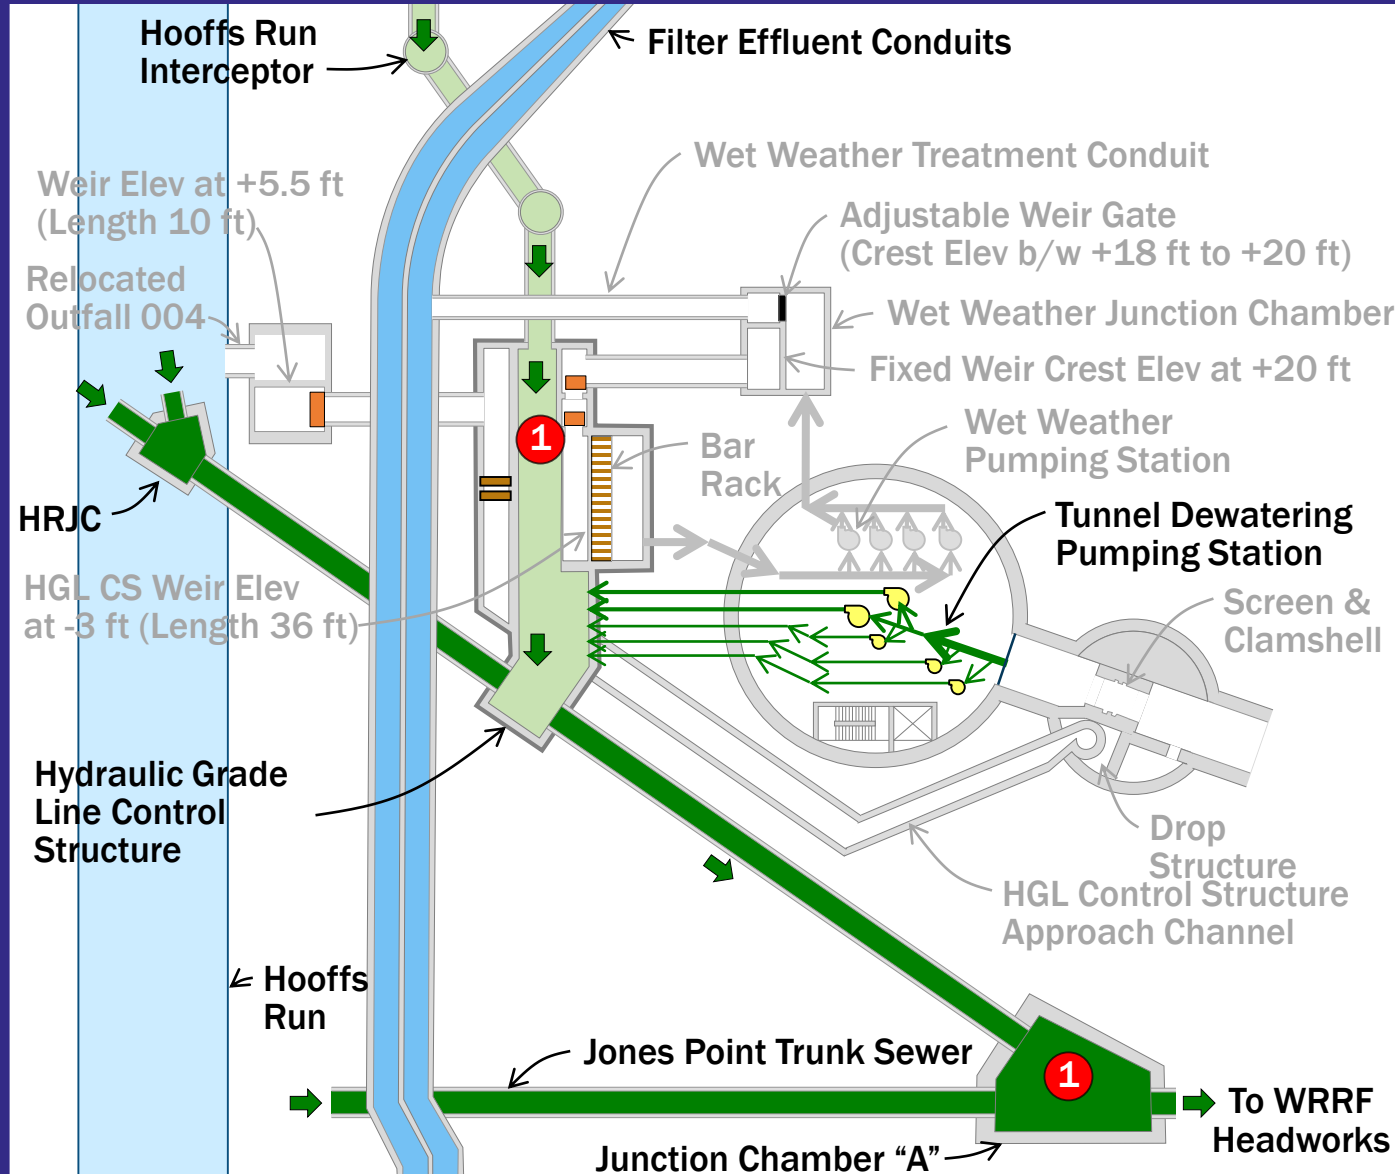 Hooffs Run
Interceptor
Filter Effluent Conduits
Wet Weather Treatment Conduit
Weir Elev at +5.5 ft
(Length 10 ft)
Adjustable Weir Gate
(Crest Elev b/w +18 ft to +20 ft)
Relocated
Outfall 004
Wet Weather Junction Chamber
Fixed Weir Crest Elev at +20 ft
1
Bar
Rack
Wet Weather
Pumping Station
HRJC
Tunnel Dewatering
Pumping Station
HGL CS Weir Elev
at -3 ft (Length 36 ft)
Screen &
Clamshell
Hydraulic Grade
Line Control
Structure
Drop
Structure
HGL Control Structure
Approach Channel
Hooffs
Run
Jones Point Trunk Sewer
1
To WRRF
Headworks
Junction Chamber “A”